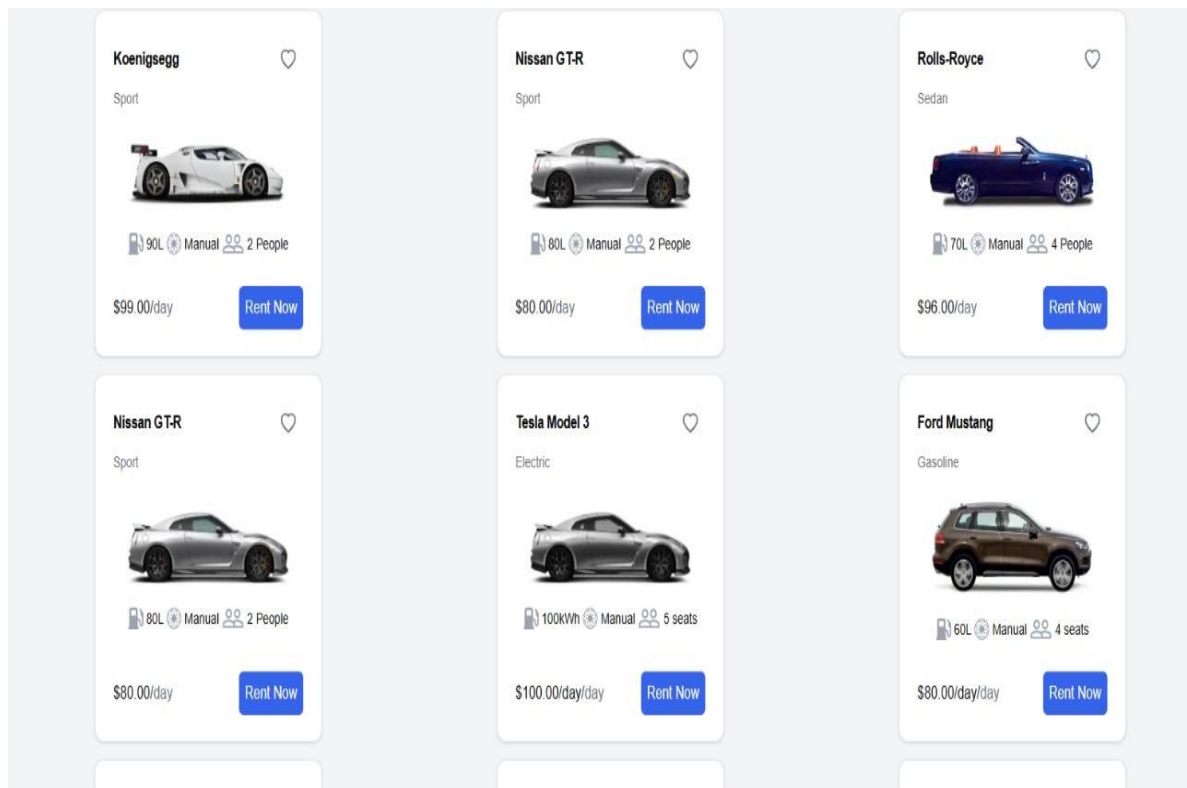 Koenigsegg
Sport
90L Manual 2 People
$99.00/day Rent Now
Nissan GT-R
Sport
80L Manual 2 People
$80.00/day Rent Now
Rolls-Royce
Sedan
70L Manual 4 People
$96.00/day Rent Now
Nissan GT-R
Sport
80L Manual 2 People
$80.00/day Rent Now
Tesla Model 3
Electric
100kWh Manual 5 seats
$100.00/day/day Rent Now
Ford Mustang
Gasoline
60L Manual 4 seats
$80.00/day/day Rent Now